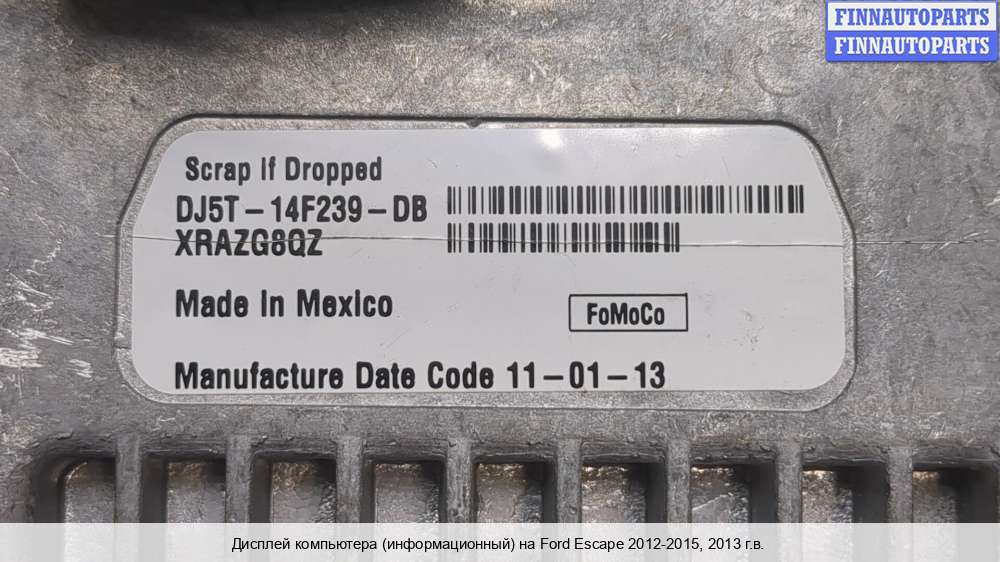 FINNAUTOPARTS
FINNAUTOPARTS
Scrap If Dropped
DJ5T-14F239-DB
XRAZG8QZ
Made in Mexico
FoMoCo
Manufacture Date Code 11-01-13
Дисплей компьютера (информационный) на Ford Escape 2012-2015, 2013 г.в.